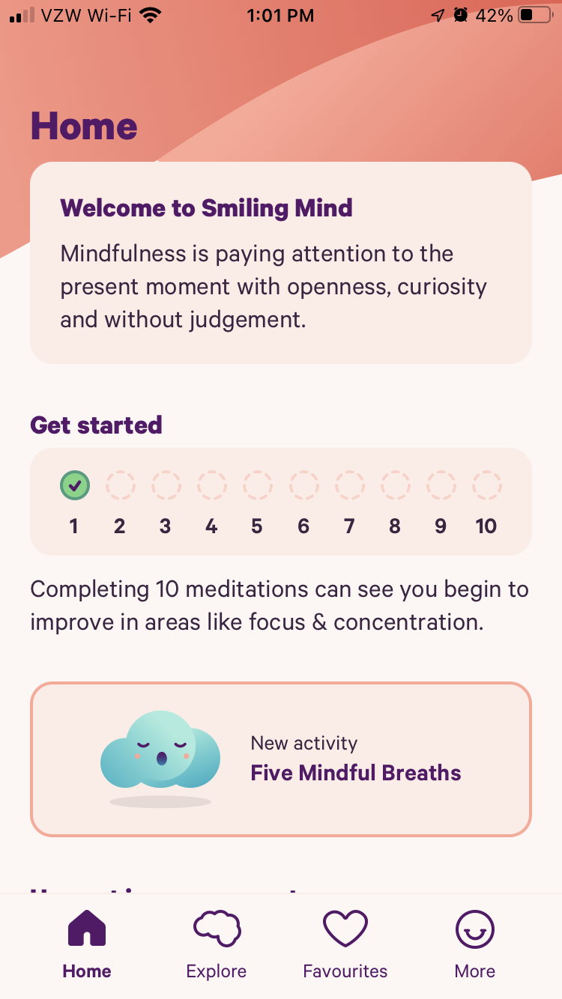 VZW Wi-Fi 1:01 PM 42%
Home
Welcome to Smiling Mind
Mindfulness is paying attention to the
present moment with openness, curiosity
and without judgement.
Get started
1 2 3 4 5 6 7 8 9 10
Completing 10 meditations can see you begin to
improve in areas like focus & concentration.
New activity
Five Mindful Breaths
Home Explore Favourites More